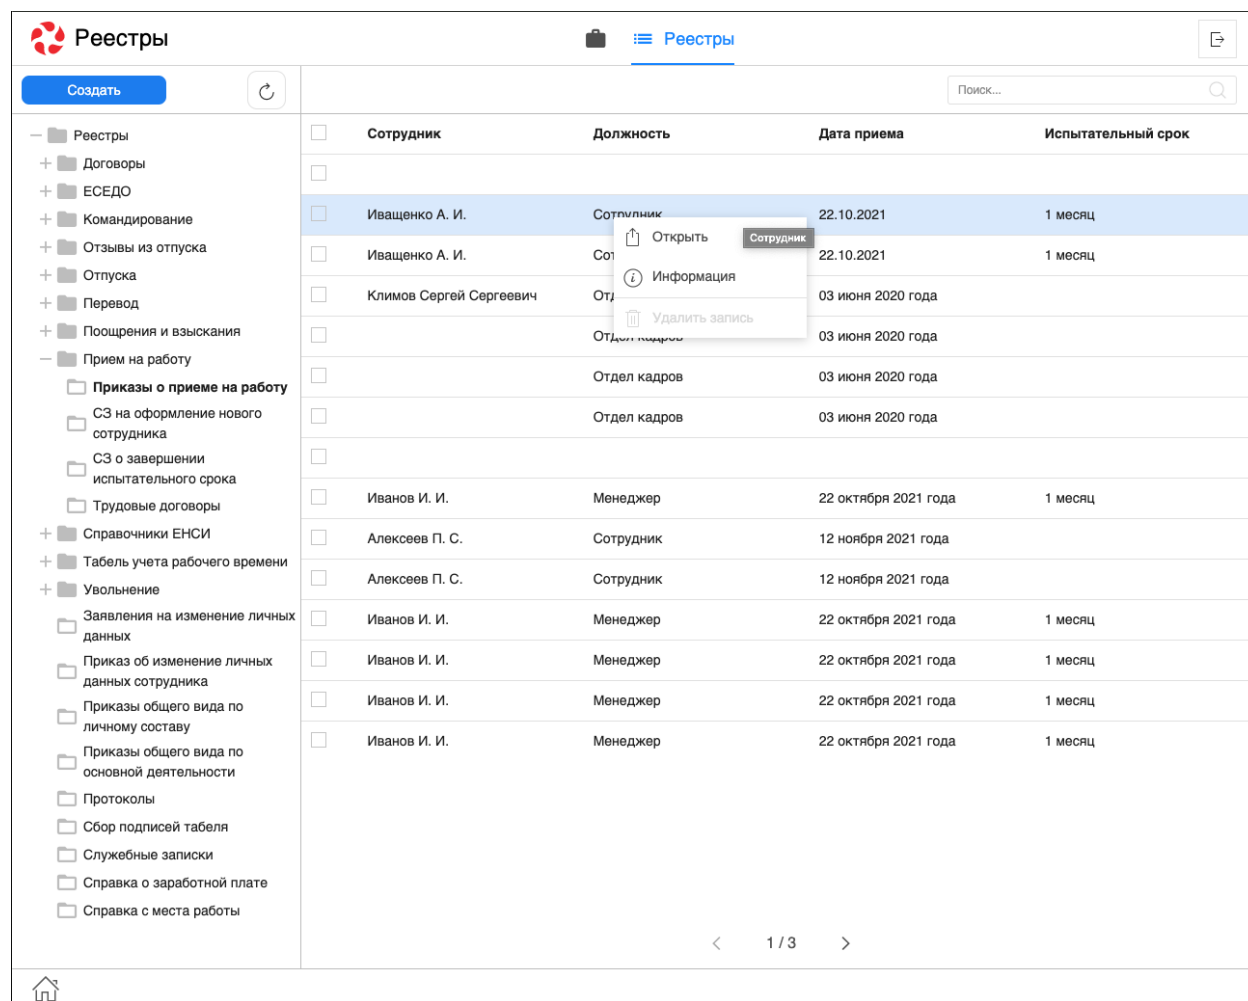 Реестры
Реестры
Создать
Поиск...
Реестры
Договоры
ЕСЕДО
Командирование
Отзывы из отпуска
Отпуска
Перевод
Поощрения и взыскания
Прием на работу
Приказы о приеме на работу
СЗ на оформление нового
сотрудника
СЗ о завершении
испытательного срока
Трудовые договоры
Справочники ЕНСИ
Табель учета рабочего времени
Увольнение
Заявления на изменение личных
данных
Приказ об изменение личных
данных сотрудника
Приказы общего вида по
личному составу
Приказы общего вида по
основной деятельности
Протоколы
Сбор подписей табеля
Служебные записки
Справка о заработной плате
Справка с места работы
Сотрудник Должность Дата приема Испытательный срок
Иващенко А. И. Сотрудник 22.10.2021 1 месяц
Иващенко А. И. Сот 22.10.2021 1 месяц
Климов Сергей Сергеевич Отд 03 июня 2020 года
Отдел кадров 03 июня 2020 года
Отдел кадров 03 июня 2020 года
Отдел кадров 03 июня 2020 года
Иванов И. И. Менеджер 22 октября 2021 года 1 месяц
Алексеев П. С. Сотрудник 12 ноября 2021 года
Алексеев П. С. Сотрудник 12 ноября 2021 года
Иванов И. И. Менеджер 22 октября 2021 года 1 месяц
Иванов И. И. Менеджер 22 октября 2021 года 1 месяц
Иванов И. И. Менеджер 22 октября 2021 года 1 месяц
Иванов И. И. Менеджер 22 октября 2021 года 1 месяц
Открыть
Сотрудник
Информация
Удалить запись
1 / 3